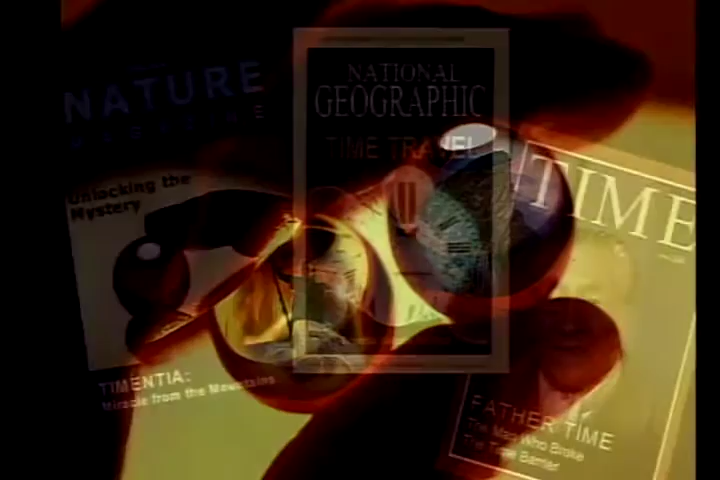 NATURE
MAGAZINE
Unlocking the
Mystery
TIMENTIA:
Miracle from the Mountains
NATIONAL
GEOGRAPHIC
TIME TRAVEL
TIME
FATHER TIME
The Man Who Broke
The Time Barrier